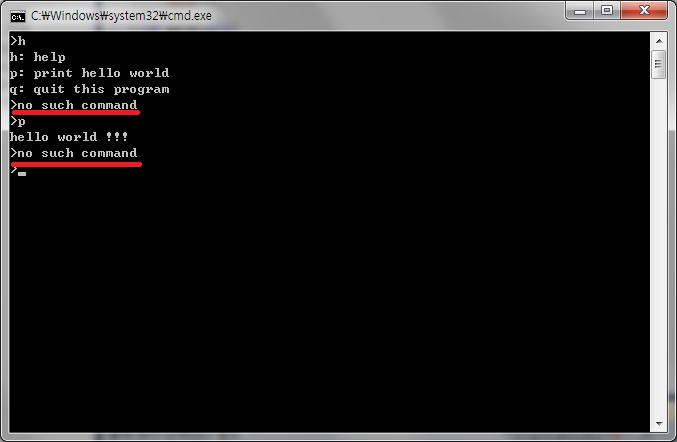 C:₩Windows₩system32₩cmd.exe
>h
h: help
p: print hello world
q: quit this program
>no such command
>p
hello world !!!
>no such command
>